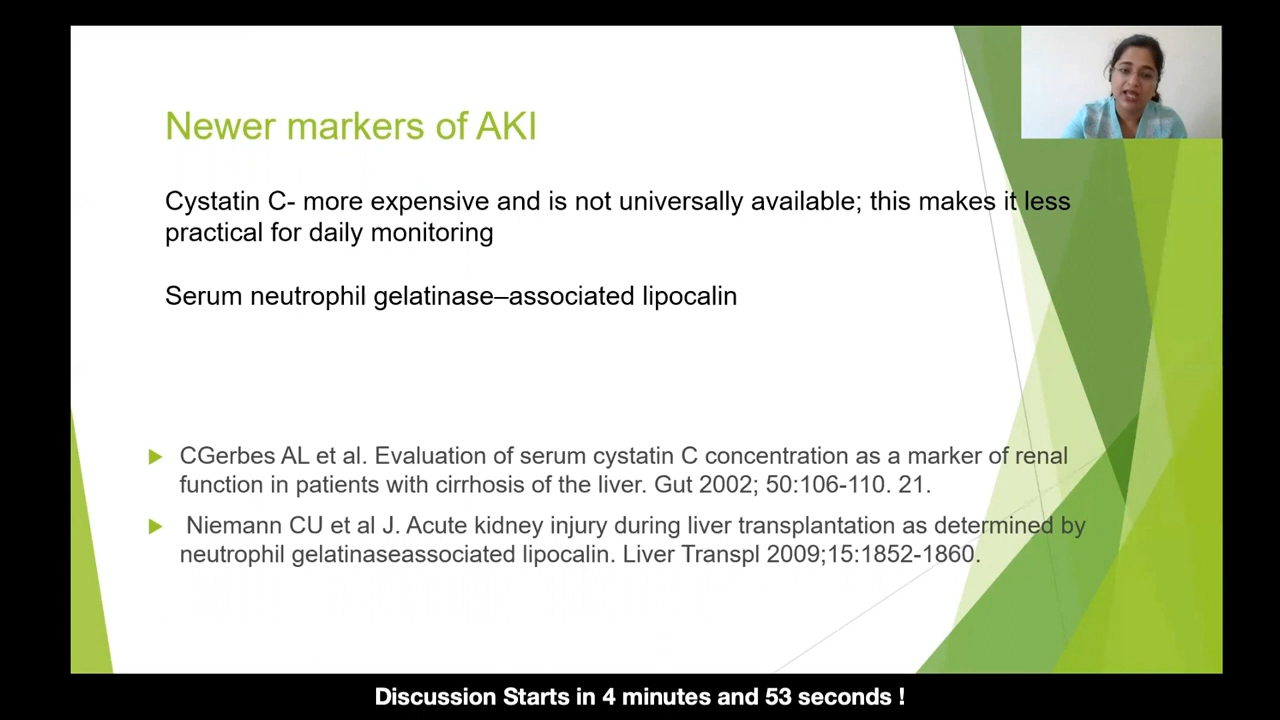 Newer markers of AKI
Cystatin C- more expensive and is not universally available; this makes it less
practical for daily monitoring
Serum neutrophil gelatinase–associated lipocalin
CGerbes AL et al. Evaluation of serum cystatin C concentration as a marker of renal
function in patients with cirrhosis of the liver. Gut 2002; 50:106-110. 21.
Niemann CU et al J. Acute kidney injury during liver transplantation as determined by
neutrophil gelatinaseassociated lipocalin. Liver Transpl 2009;15:1852-1860.
Discussion Starts in 4 minutes and 53 seconds !